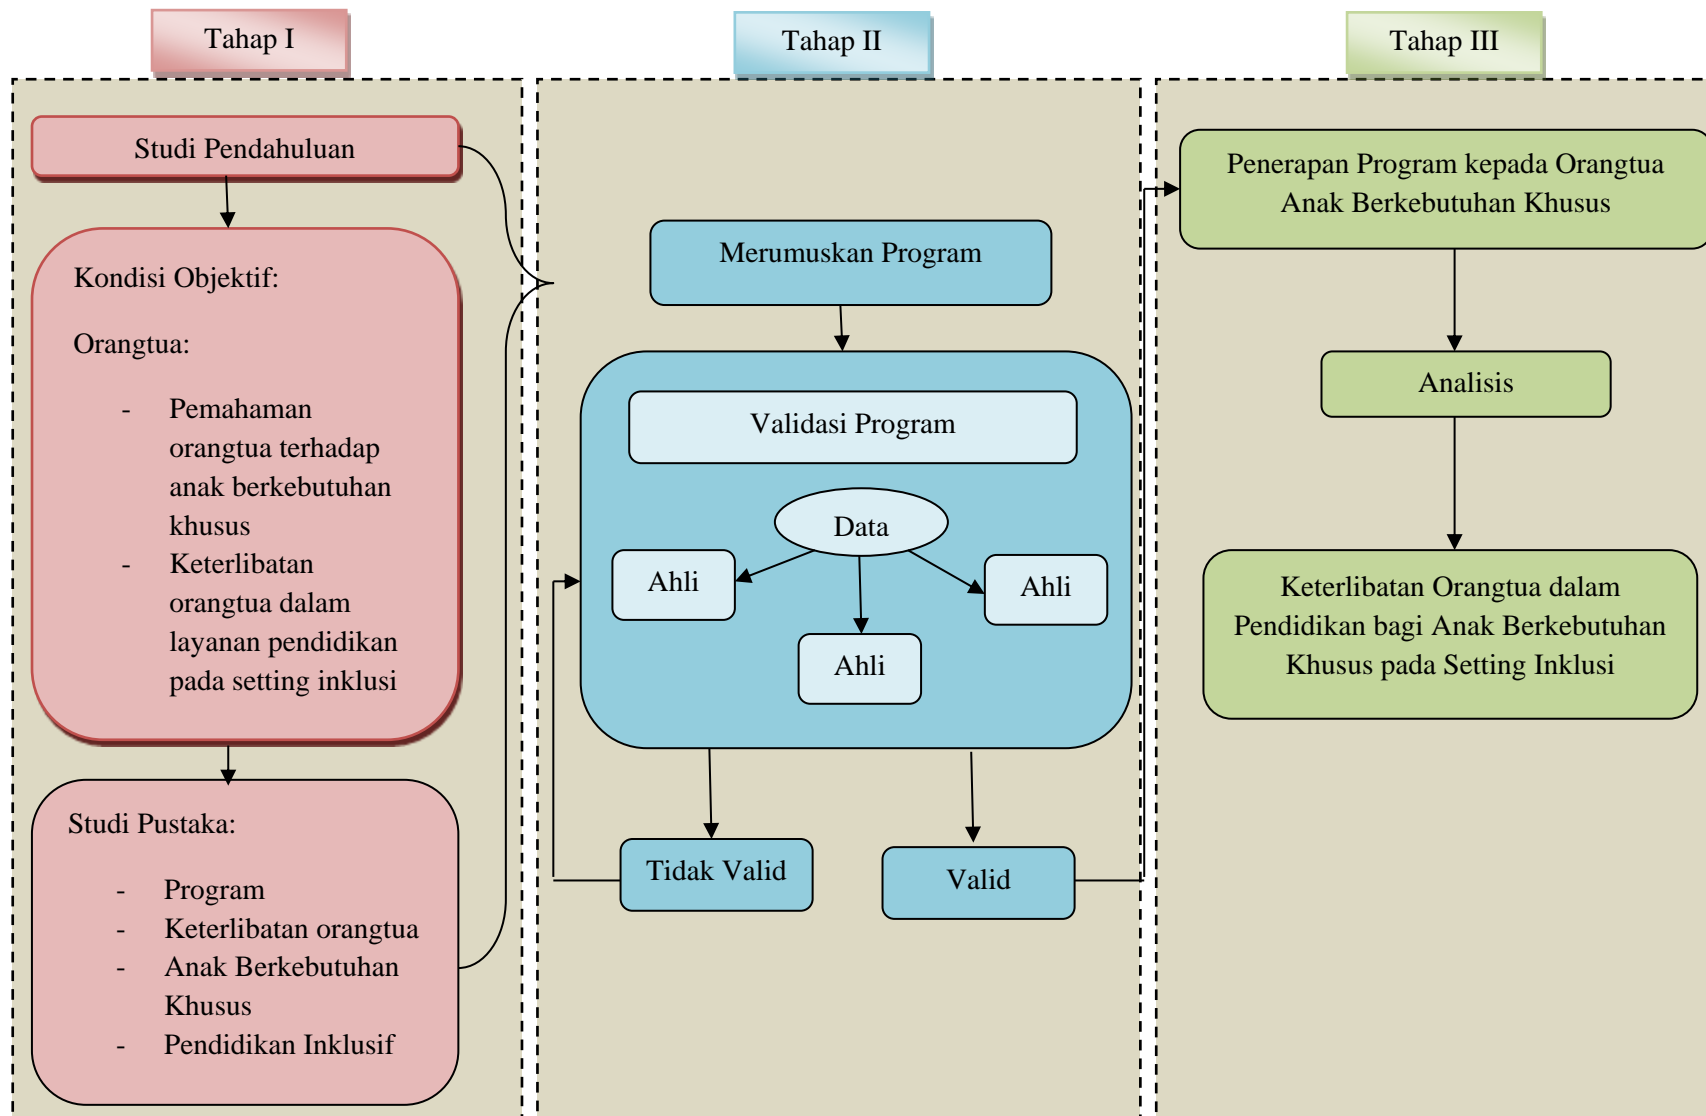 Tahap I
Studi Pendahuluan
Kondisi Objektif:
Orangtua:
- Pemahaman
orangtua terhadap
anak berkebutuhan
khusus
- Keterlibatan
orangtua dalam
layanan pendidikan
pada setting inklusi
Studi Pustaka:
- Program
- Keterlibatan orangtua
- Anak Berkebutuhan
Khusus
- Pendidikan Inklusif
Tahap II
Merumuskan Program
Validasi Program
Data
Ahli
Ahli
Ahli
Tidak Valid
Valid
Tahap III
Penerapan Program kepada Orangtua
Anak Berkebutuhan Khusus
Analisis
Keterlibatan Orangtua dalam
Pendidikan bagi Anak Berkebutuhan
Khusus pada Setting Inklusi